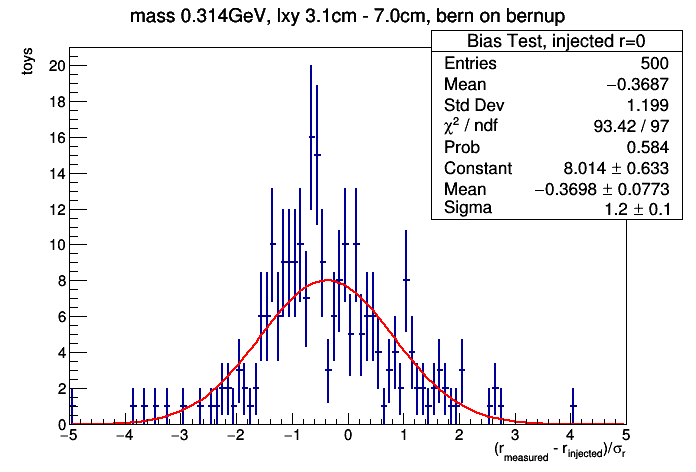 mass 0.314GeV, lxy 3.1cm - 7.0cm, bern on bernup
Bias Test, injected r=0
Entries 500
Mean −0.3687
Std Dev 1.199
χ² / ndf 93.42 / 97
Prob 0.584
Constant 8.014 ± 0.633
Mean −0.3698 ± 0.0773
Sigma 1.2 ± 0.1
toys
20
18
16
14
12
10
8
6
4
2
0
−5 −4 −3 −2 −1 0 1 2 3 4 5
(r_measured - r_injected)/σ_r